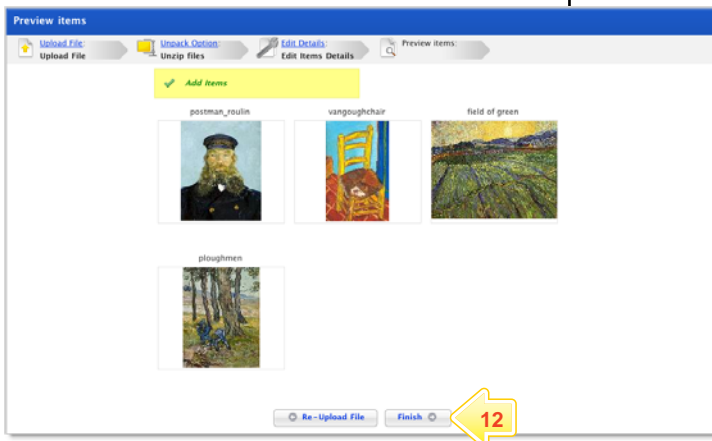 Preview items
Upload File: Unpack Option: Edit Details: Preview items:
Upload File Unzip files Edit Items Details
Add Items
postman_roulin vangoughchair field of green
ploughmen
Re-Upload File Finish 12